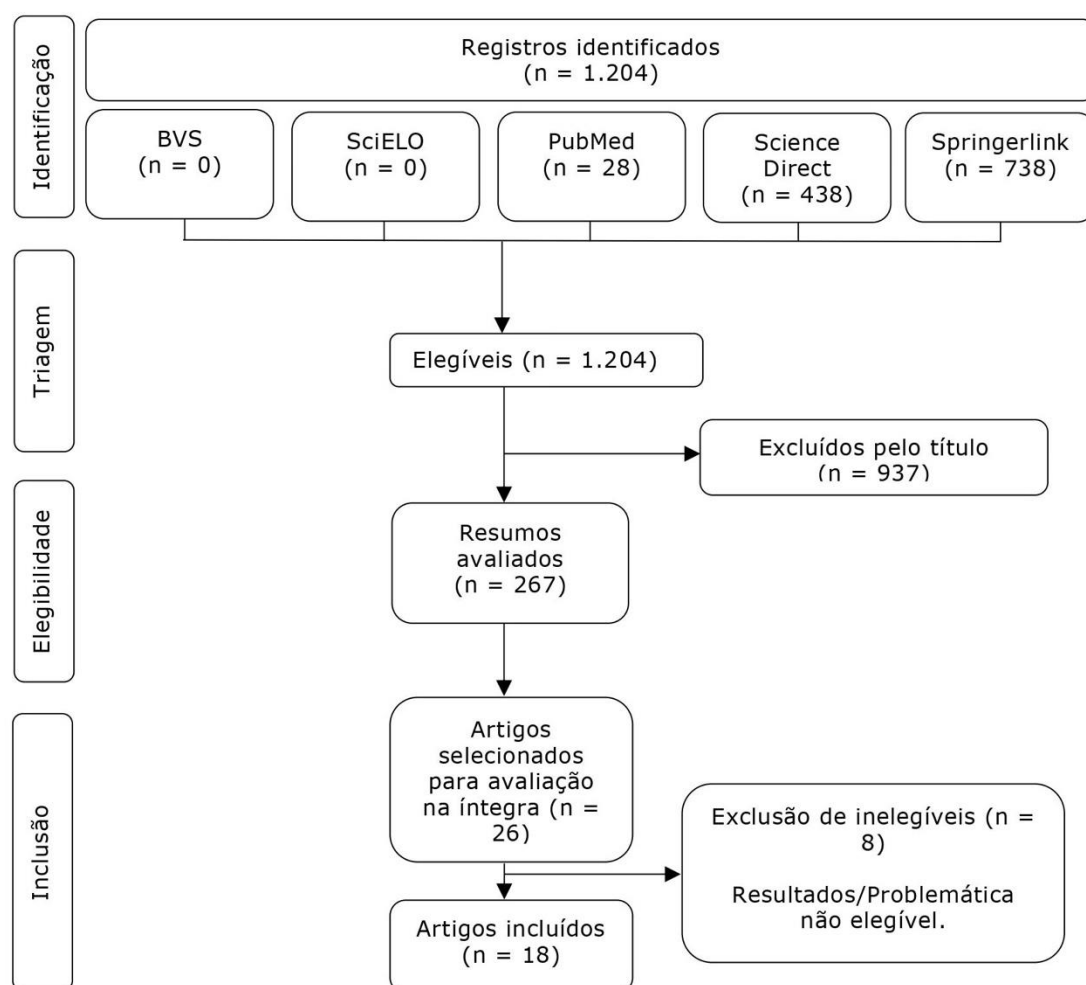 Identificação
Registros identificados
(n = 1.204)
BVS
(n = 0)
SciELO
(n = 0)
PubMed
(n = 28)
Science
Direct
(n = 438)
Springerlink
(n = 738)
Triagem
Elegíveis (n = 1.204)
Excluídos pelo título
(n = 937)
Elegibilidade
Resumos
avaliados
(n = 267)
Inclusão
Artigos
selecionados
para avaliação
na íntegra (n =
26)
Exclusão de inelegíveis (n =
8)
Resultados/Problemática
não elegível.
Artigos incluídos
(n = 18)